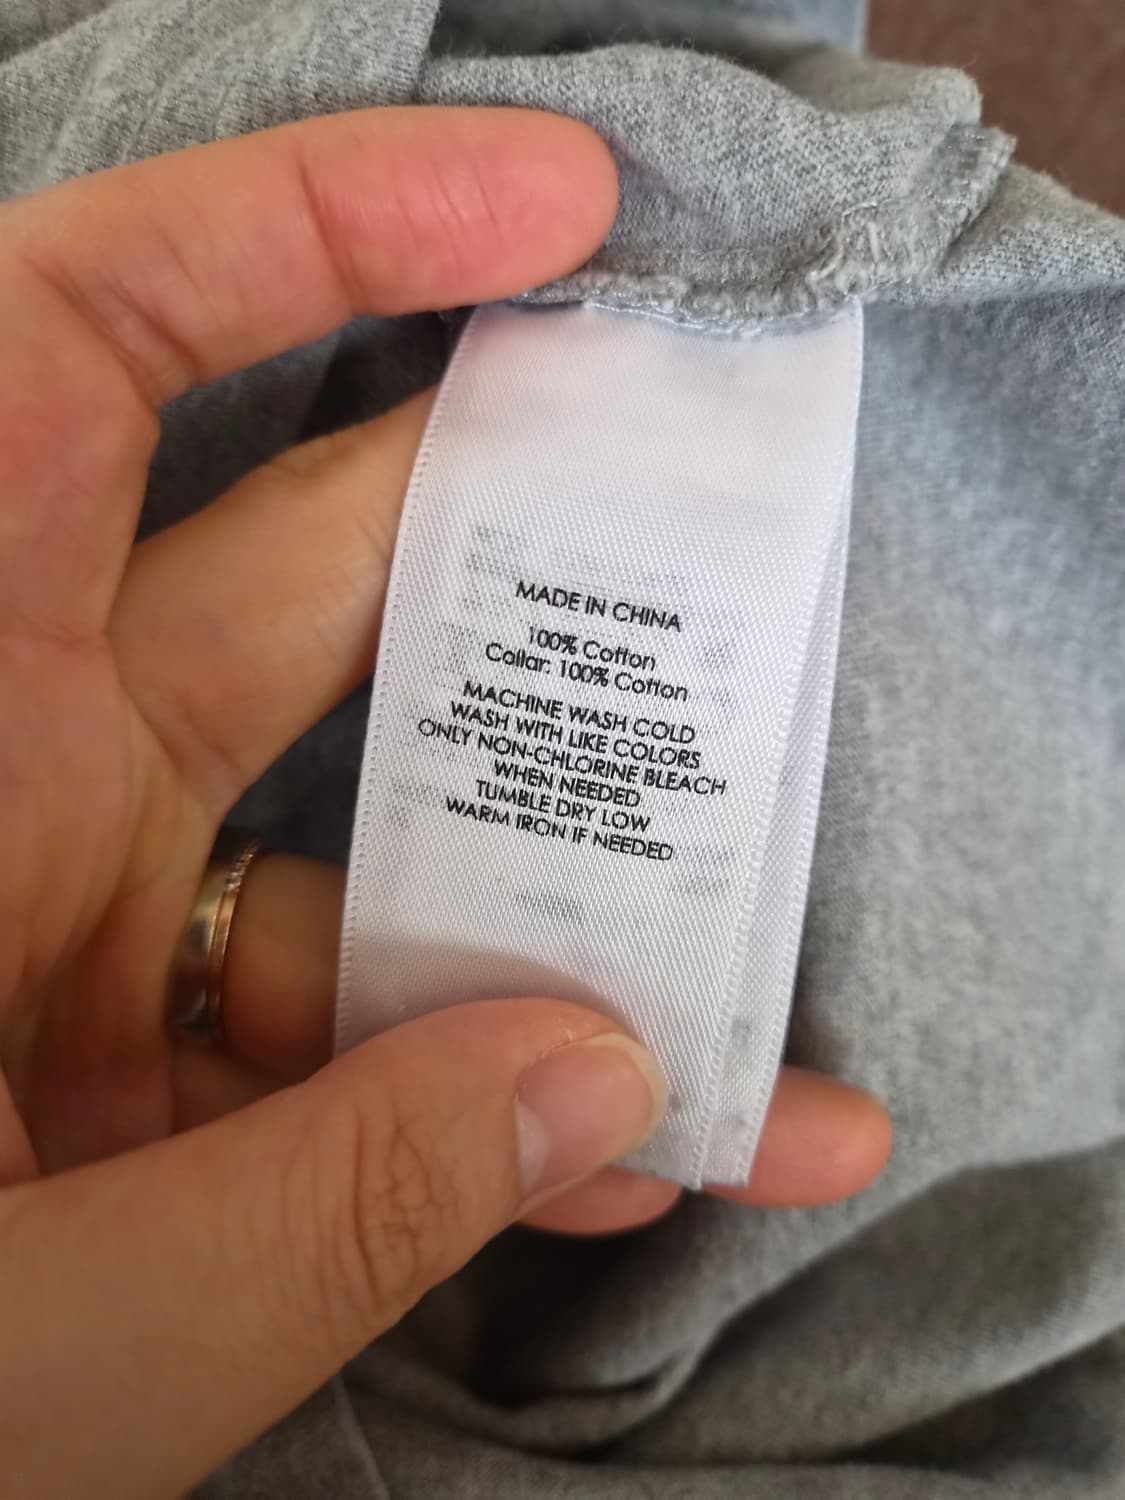 MADE IN CHINA
100% Cotton
Collar: 100% Cotton
MACHINE WASH COLD
WASH WITH LIKE COLORS
ONLY NON-CHLORINE BLEACH
WHEN NEEDED
TUMBLE DRY LOW
WARM IRON IF NEEDED